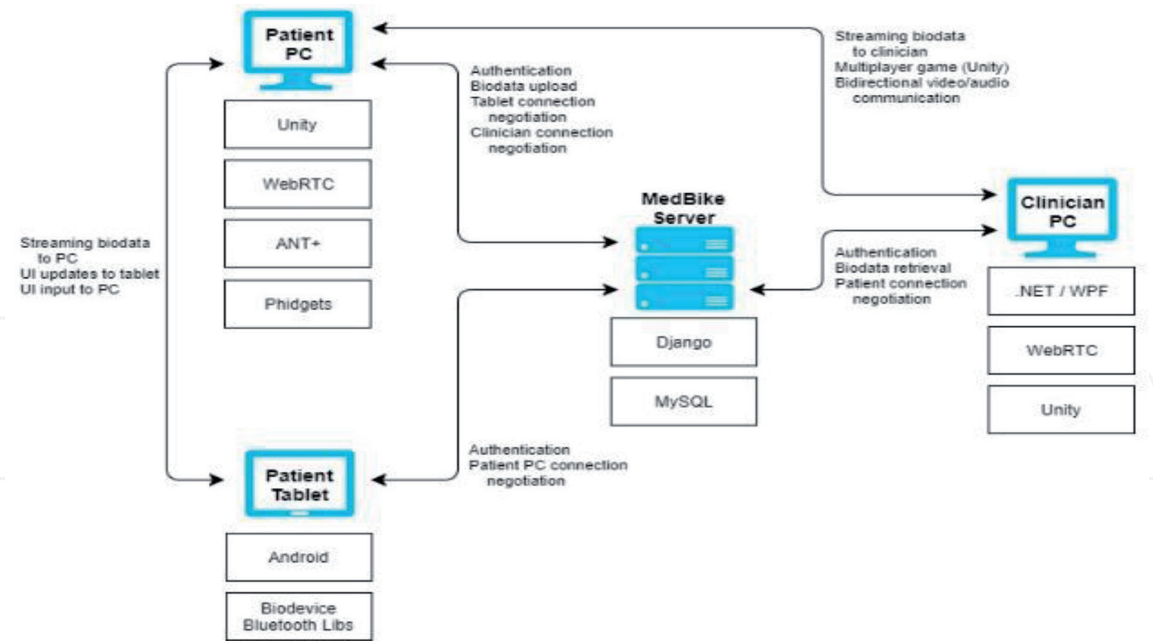 Patient
PC
Unity
WebRTC
ANT+
Phidgets
Streaming biodata
to PC
UI updates to tablet
UI input to PC
Authentication
Biodata upload
Tablet connection
negotiation
Clinician connection
negotiation
Streaming biodata
to clinician
Multiplayer game (Unity)
Bidirectional video/audio
communication
MedBike
Server
Django
MySQL
Authentication
Biodata retrieval
Patient connection
negotiation
Clinician
PC
.NET / WPF
WebRTC
Unity
Authentication
Patient PC connection
negotiation
Patient
Tablet
Android
Biodevice
Bluetooth Libs